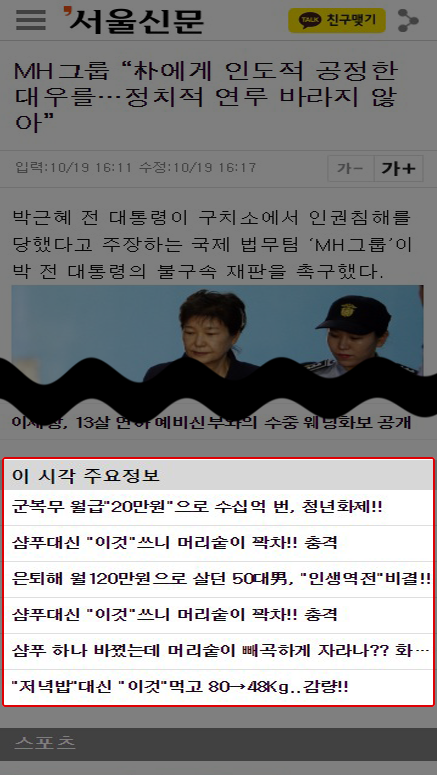 서울신문
TALK 친구맺기
MH그룹 “朴에게 인도적 공정한
대우를…정치적 연루 바라지 않
아”
입력:10/19 16:11 수정:10/19 16:17
가- 가+
박근혜 전 대통령이 구치소에서 인권침해를
당했다고 주장하는 국제 법무팀 ‘MH그룹’이
박 전 대통령의 불구속 재판을 촉구했다.
13살 연하 예비신부와의 수중 웨딩화보 공개
이 시각 주요정보
군복무 월급"20만원"으로 수십억 번, 청년화제!!
샴푸대신 "이것"쓰니 머리숱이 꽉차!! 충격
은퇴해 월120만원으로 살던 50대男, "인생역전"비결!!
샴푸대신 "이것"쓰니 머리숱이 꽉차!! 충격
샴푸 하나 바꿨는데 머리숱이 빼곡하게 자라나?? 화…
"저녁밥"대신 "이것"먹고 80→48Kg..감량!!
스포츠